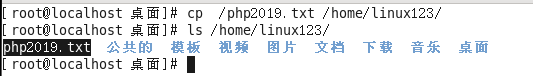 [root@localhost 桌面]# cp  /php2019.txt /home/linux123/
[root@localhost 桌面]# ls /home/linux123/
php2019.txt  公共的  模板  视频  图片  文档  下载  音乐  桌面
[root@localhost 桌面]#